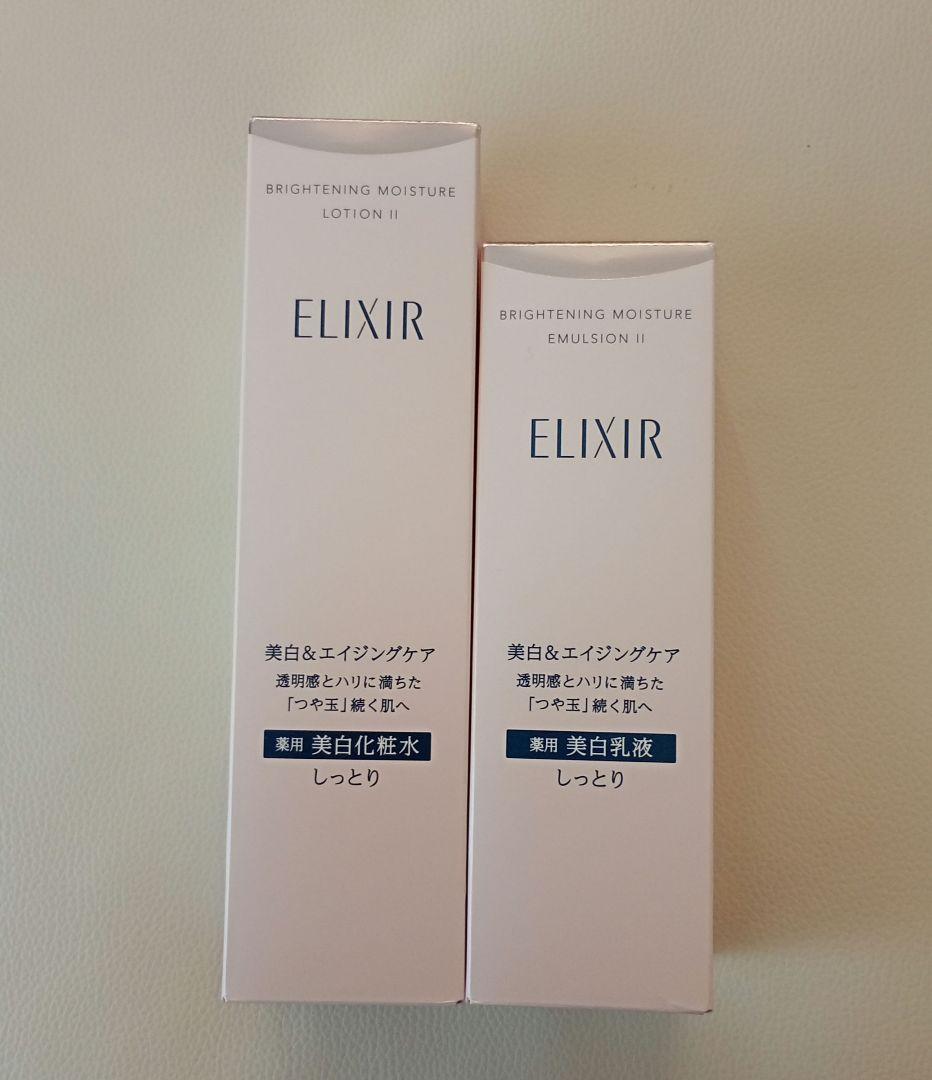 BRIGHTENING MOISTURE
LOTION II
ELIXIR
美白&エイジングケア
透明感とハリに満ちた
「つや玉」続く肌へ
薬用 美白化粧水
しっとり
BRIGHTENING MOISTURE
EMULSION II
ELIXIR
美白&エイジングケア
透明感とハリに満ちた
「つや玉」続く肌へ
薬用 美白乳液
しっとり